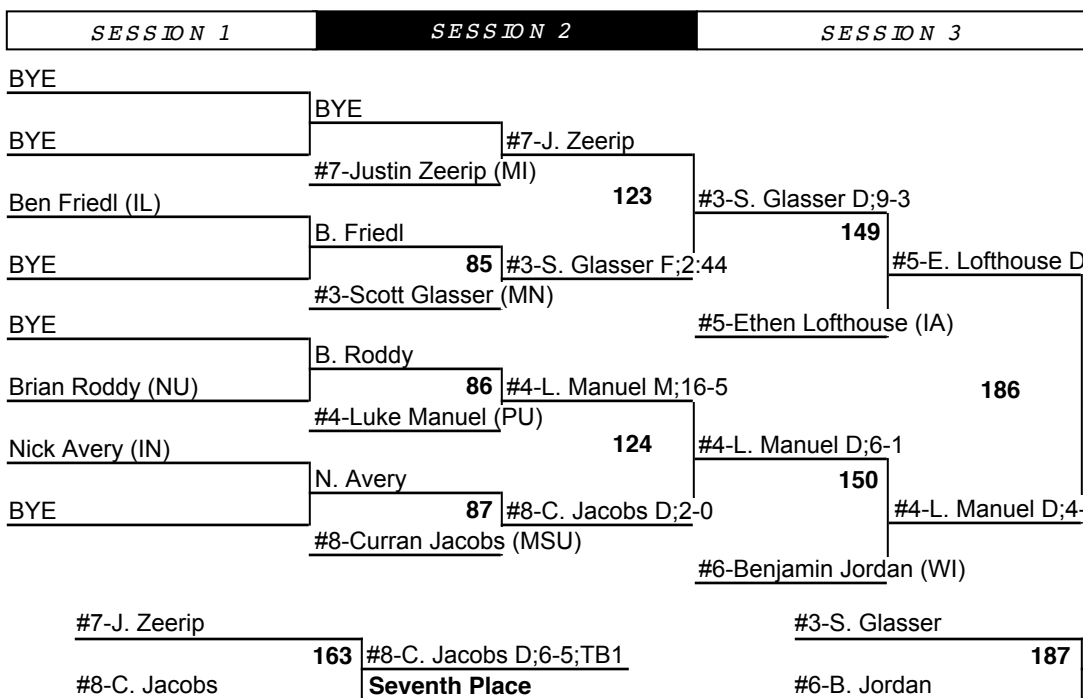 SESSION 1 SESSION 2 SESSION 3
BYE
BYE
BYE #7-J. Zeerip
#7-Justin Zeerip (MI)
Ben Friedl (IL) 123 #3-S. Glasser D;9-3
B. Friedl 149
BYE 85 #3-S. Glasser F;2:44 #5-E. Lofthouse D
#3-Scott Glasser (MN)
BYE #5-Ethen Lofthouse (IA)
B. Roddy
Brian Roddy (NU) 86 #4-L. Manuel M;16-5 186
#4-Luke Manuel (PU)
Nick Avery (IN) 124 #4-L. Manuel D;6-1
N. Avery 150
BYE 87 #8-C. Jacobs D;2-0 #4-L. Manuel D;4-
#8-Curran Jacobs (MSU)
#6-Benjamin Jordan (WI)
#7-J. Zeerip #3-S. Glasser
163 #8-C. Jacobs D;6-5;TB1 187
#8-C. Jacobs Seventh Place #6-B. Jordan